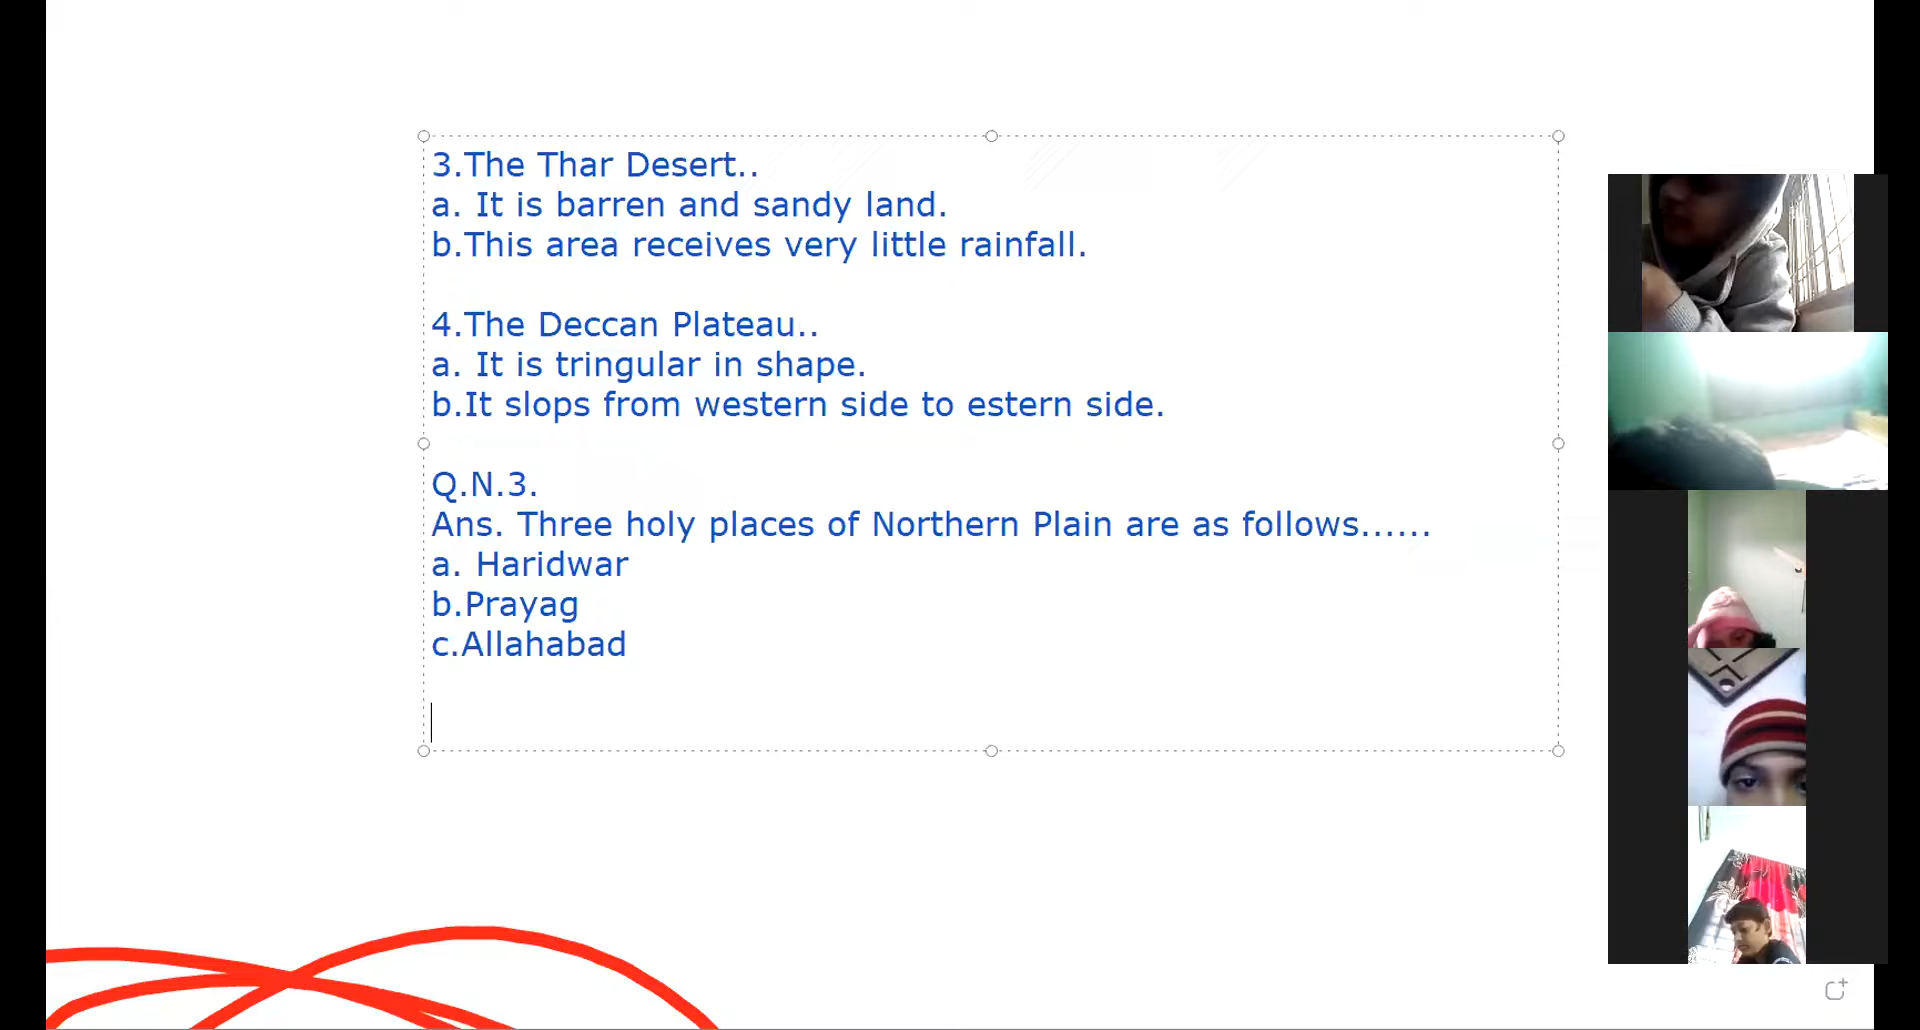 3.The Thar Desert..
a. It is barren and sandy land.
b.This area receives very little rainfall.
4.The Deccan Plateau..
a. It is tringular in shape.
b.It slops from western side to estern side.
Q.N.3.
Ans. Three holy places of Northern Plain are as follows......
a. Haridwar
b.Prayag
c.Allahabad